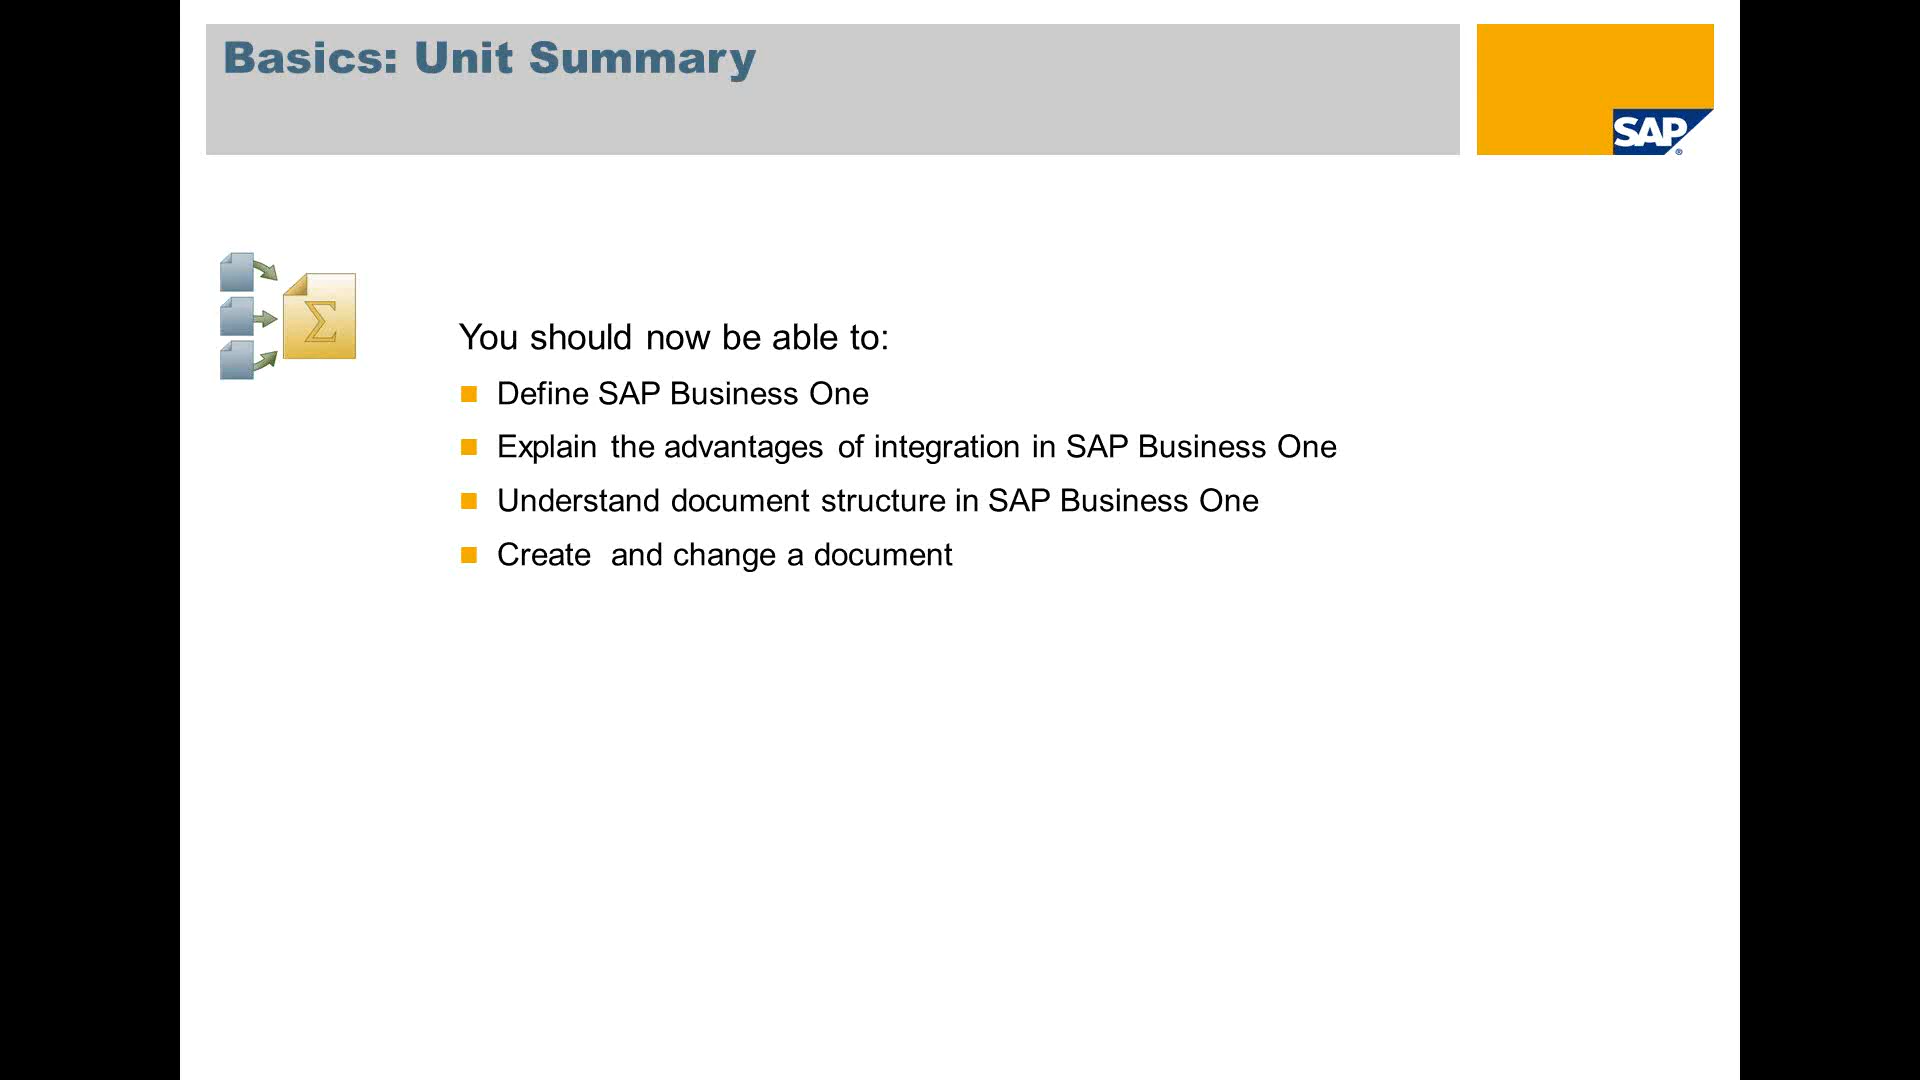 Basics: Unit Summary
SAP®
Σ
You should now be able to:
Define SAP Business One
Explain the advantages of integration in SAP Business One
Understand document structure in SAP Business One
Create and change a document